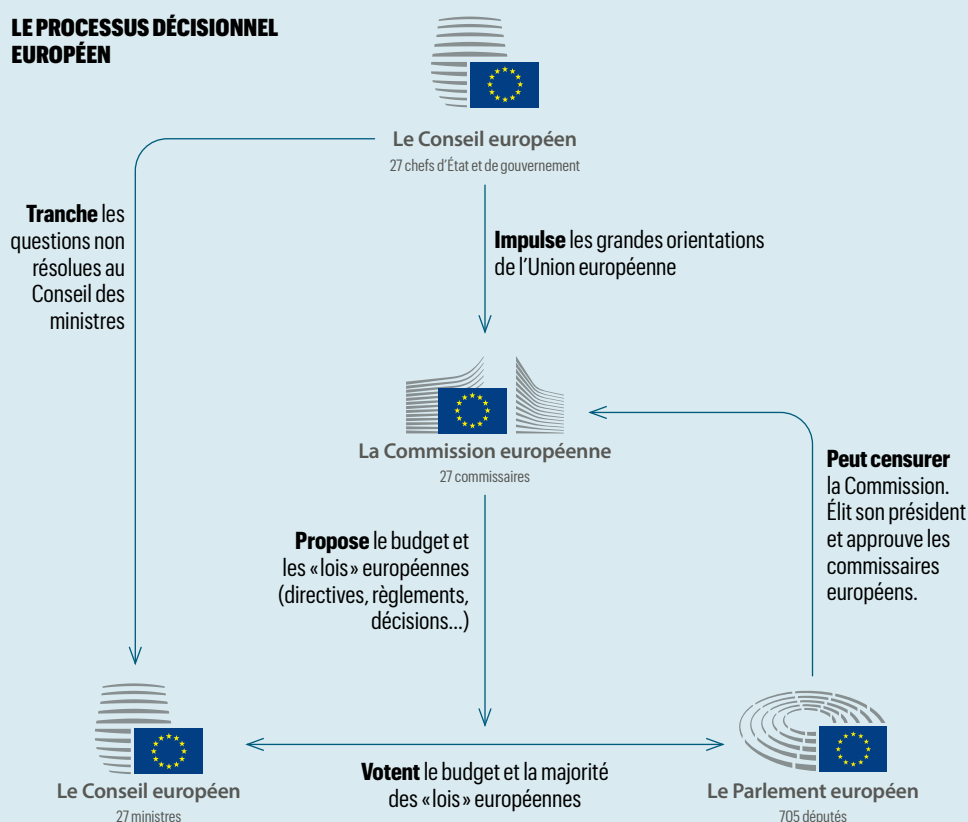 LE PROCESSUS DÉCISIONNEL
EUROPÉEN
Le Conseil européen
27 chefs d'État et de gouvernement
Tranche les
questions non
résolues au
Conseil des
ministres
Impulse les grandes orientations
de l'Union européenne
La Commission européenne
27 commissaires
Peut censurer
la Commission.
Élit son président
et approuve les
commissaires
européens.
Propose le budget et
les «lois» européennes
(directives, règlements,
décisions...)
Le Conseil européen
27 ministres
Votent le budget et la majorité
des «lois» européennes
Le Parlement européen
705 députés